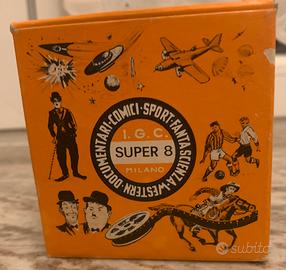 DOCUMENTARI·COMICI·SPORT·FANTASCIENZA·WESTERN·
I.G.C.
SUPER 8
MILANO
subito